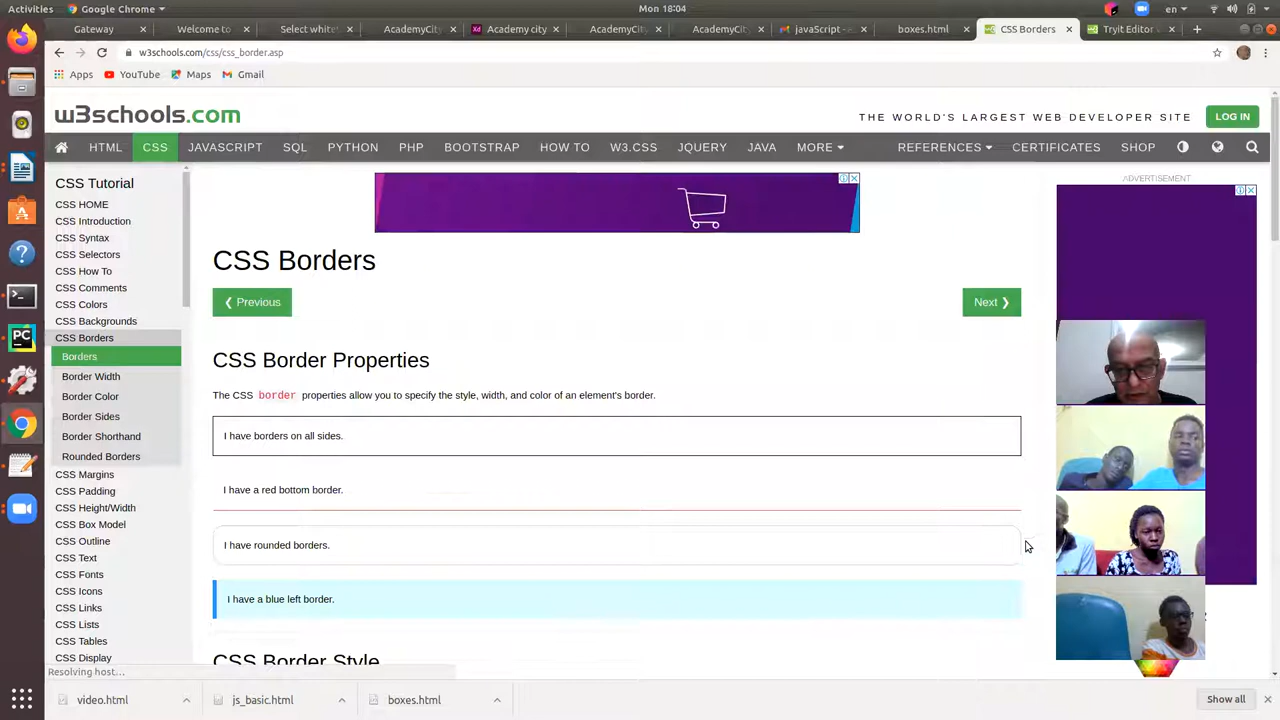 Activities Google Chrome Mon 18:04 en
Gateway Welcome to Select white AcademyCity Academy city AcademyCity AcademyCity javaScript - boxes.html CSS Borders Tryit Editor
w3schools.com/css/css_border.asp
Apps YouTube Maps Gmail
w3schools.com THE WORLD'S LARGEST WEB DEVELOPER SITE LOG IN
HTML CSS JAVASCRIPT SQL PYTHON PHP BOOTSTRAP HOW TO W3.CSS JQUERY JAVA MORE REFERENCES CERTIFICATES SHOP
ADVERTISEMENT
CSS Tutorial
CSS HOME
CSS Introduction
CSS Syntax
CSS Selectors
CSS How To
CSS Comments
CSS Colors
CSS Backgrounds
CSS Borders
Borders
Border Width
Border Color
Border Sides
Border Shorthand
Rounded Borders
CSS Margins
CSS Padding
CSS Height/Width
CSS Box Model
CSS Outline
CSS Text
CSS Fonts
CSS Icons
CSS Links
CSS Lists
CSS Tables
CSS Display
CSS Borders
❮ Previous Next ❯
CSS Border Properties
The CSS border properties allow you to specify the style, width, and color of an element's border.
I have borders on all sides.
I have a red bottom border.
I have rounded borders.
I have a blue left border.
CSS Border Style
Resolving host...
video.html js_basic.html boxes.html Show all